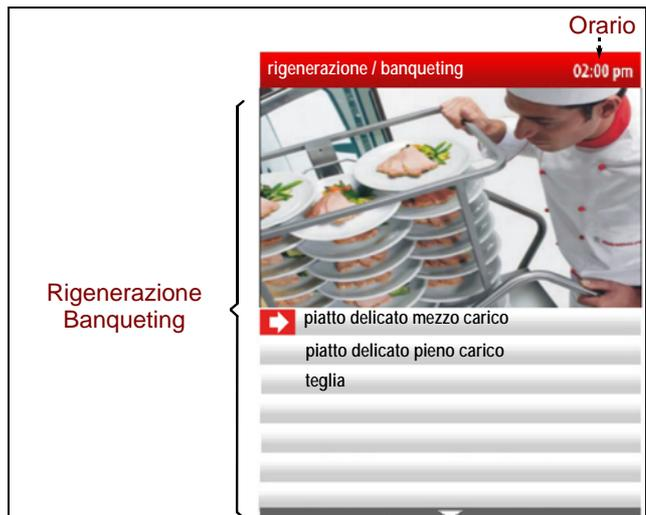 Orario
rigenerazione / banqueting 02:00 pm
Rigenerazione
Banqueting
piatto delicato mezzo carico
piatto delicato pieno carico
teglia